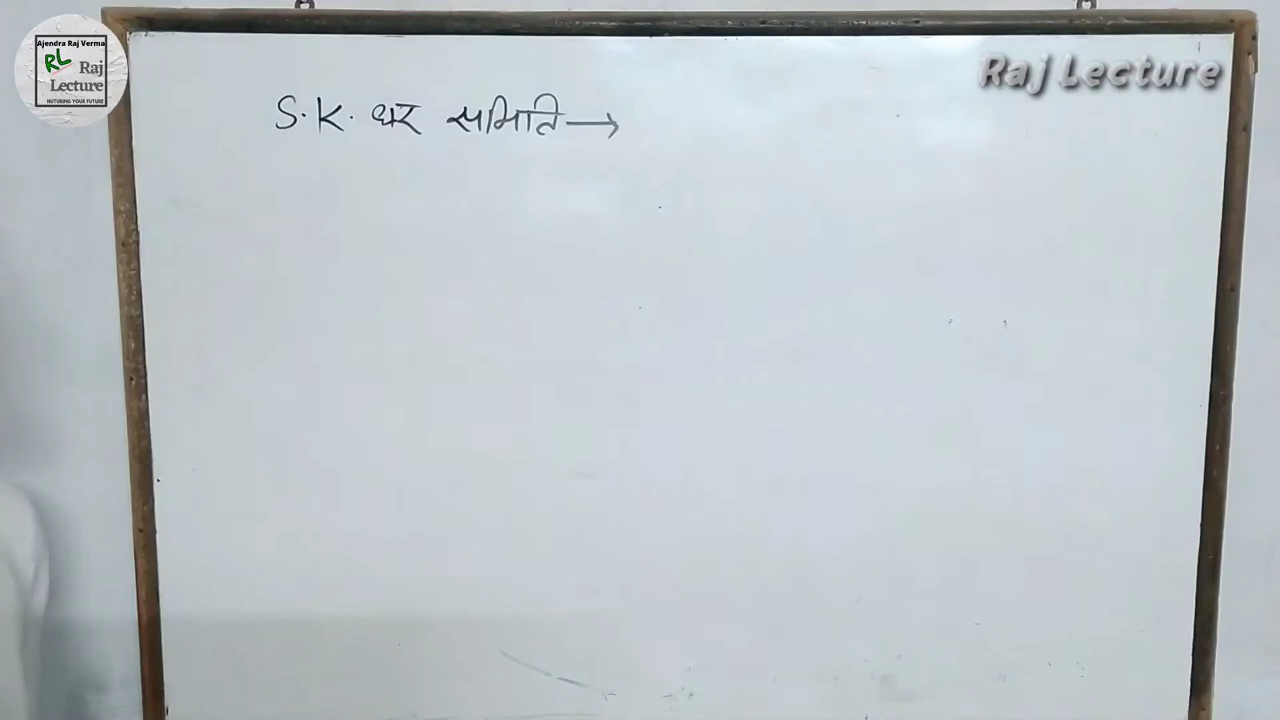 Ajendra Raj Verma
RL Raj
Lecture
NUTURING YOUR FUTURE
Raj Lecture
S.K. धर समिति →